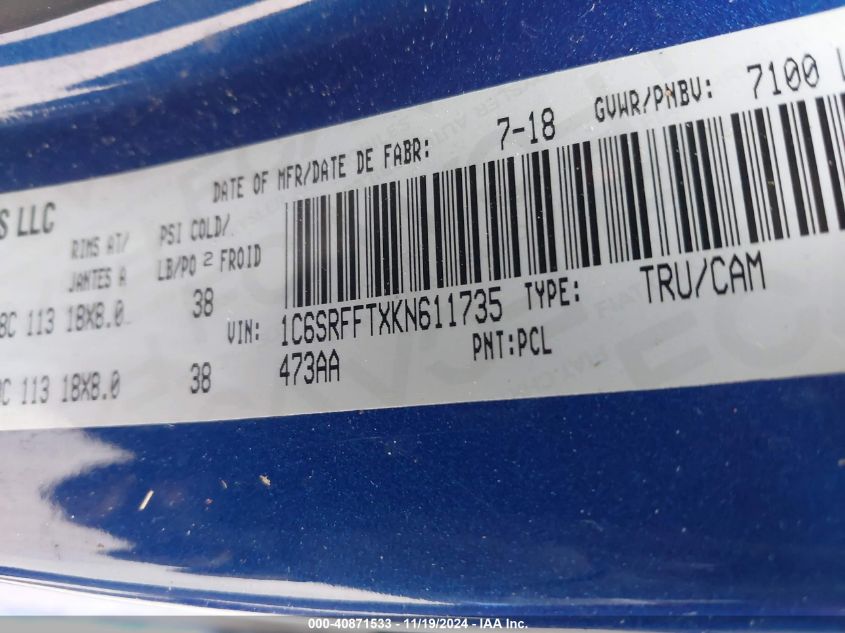 DATE OF MFR/DATE DE FABR: 7-18 GVWR/PNBV: 7100
S LLC
RIMS AT/ JANTES A
PSI COLD/ LB/PO 2 FROID
8C 113 18X8.0 38
VIN: 1C6SRFFTXKN611735 TYPE: TRU/CAM
C 113 18X8.0 38
473AA PNT:PCL
000-40871533 - 11/19/2024 - IAA Inc.